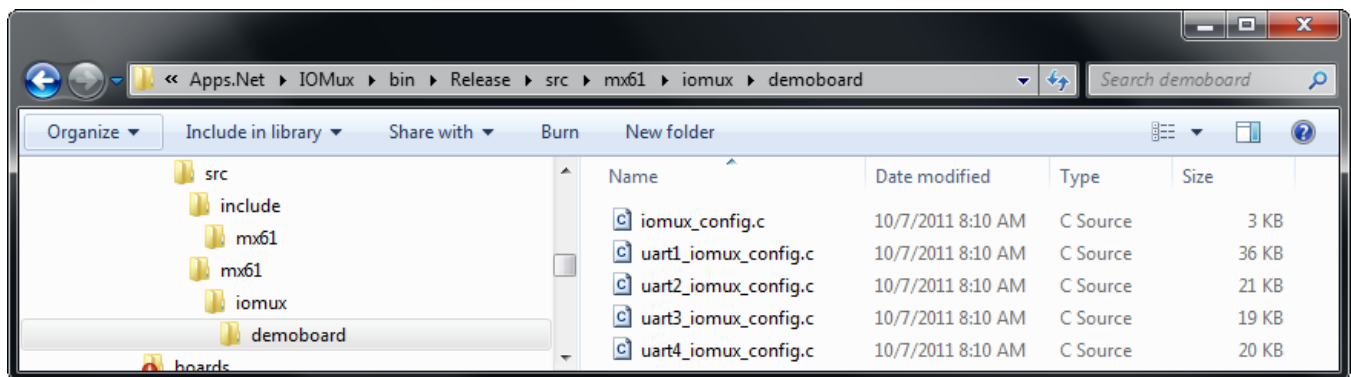 « Apps.Net ▸ IOMux ▸ bin ▸ Release ▸ src ▸ mx61 ▸ iomux ▸ demoboard
Search demoboard
Organize Include in library Share with Burn New folder
src
include
mx61
mx61
iomux
demoboard
boards
Name Date modified Type Size
iomux_config.c 10/7/2011 8:10 AM C Source 3 KB
uart1_iomux_config.c 10/7/2011 8:10 AM C Source 36 KB
uart2_iomux_config.c 10/7/2011 8:10 AM C Source 21 KB
uart3_iomux_config.c 10/7/2011 8:10 AM C Source 19 KB
uart4_iomux_config.c 10/7/2011 8:10 AM C Source 20 KB